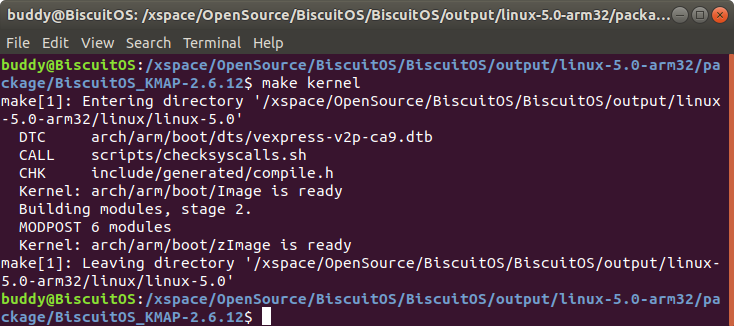 buddy@BiscuitOS: /xspace/OpenSource/BiscuitOS/BiscuitOS/output/linux-5.0-arm32/packa...
File Edit View Search Terminal Help
buddy@BiscuitOS:/xspace/OpenSource/BiscuitOS/BiscuitOS/output/linux-5.0-arm32/pa
ckage/BiscuitOS_KMAP-2.6.12$ make kernel
make[1]: Entering directory '/xspace/OpenSource/BiscuitOS/BiscuitOS/output/linux
-5.0-arm32/linux/linux-5.0'
  DTC     arch/arm/boot/dts/vexpress-v2p-ca9.dtb
  CALL    scripts/checksyscalls.sh
  CHK     include/generated/compile.h
  Kernel: arch/arm/boot/Image is ready
  Building modules, stage 2.
  MODPOST 6 modules
  Kernel: arch/arm/boot/zImage is ready
make[1]: Leaving directory '/xspace/OpenSource/BiscuitOS/BiscuitOS/output/linux-
5.0-arm32/linux/linux-5.0'
buddy@BiscuitOS:/xspace/OpenSource/BiscuitOS/BiscuitOS/output/linux-5.0-arm32/pa
ckage/BiscuitOS_KMAP-2.6.12$